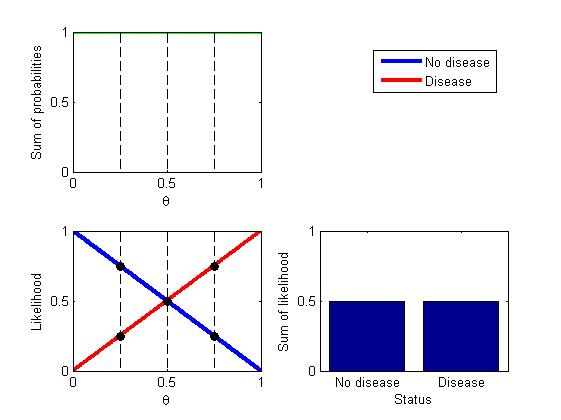 Sum of probabilities
1
0.5
0
0 0.5 1
θ
No disease
Disease
Likelihood
1
0.5
0
0 0.5 1
θ
Sum of likelihood
1
0.5
0
No disease Disease
Status